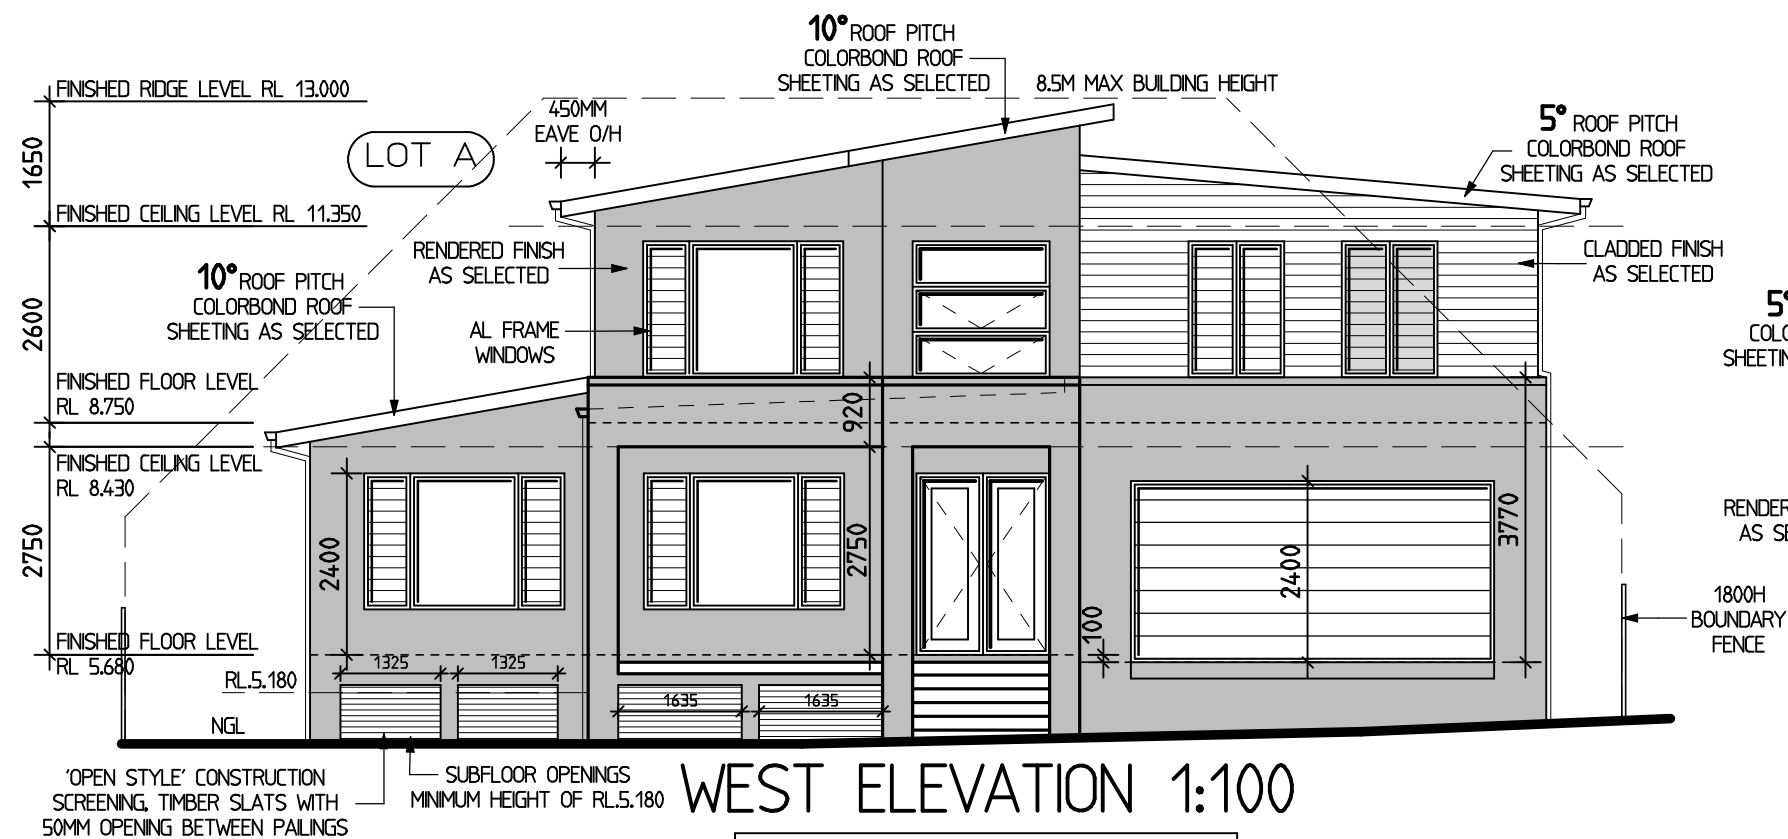 10° ROOF PITCH
COLORBOND ROOF
SHEETING AS SELECTED
8.5M MAX BUILDING HEIGHT
FINISHED RIDGE LEVEL RL 13.000
450MM
EAVE O/H
LOT A
5° ROOF PITCH
COLORBOND ROOF
SHEETING AS SELECTED
1650
FINISHED CEILING LEVEL RL 11.350
RENDERED FINISH
AS SELECTED
CLADDED FINISH
AS SELECTED
10° ROOF PITCH
COLORBOND ROOF
SHEETING AS SELECTED
AL FRAME
WINDOWS
2600
5°
COLO
SHEETIN
FINISHED FLOOR LEVEL
RL 8.750
920
FINISHED CEILING LEVEL
RL 8.430
2750
2400
2750
2400
3770
RENDER
AS SE
100
1800H
BOUNDARY
FENCE
FINISHED FLOOR LEVEL
RL 5.680
1325
1325
RL.5.180
1635
1635
NGL
'OPEN STYLE' CONSTRUCTION
SCREENING, TIMBER SLATS WITH
50MM OPENING BETWEEN PAILINGS
SUBFLOOR OPENINGS
MINIMUM HEIGHT OF RL.5.180
WEST ELEVATION 1:100